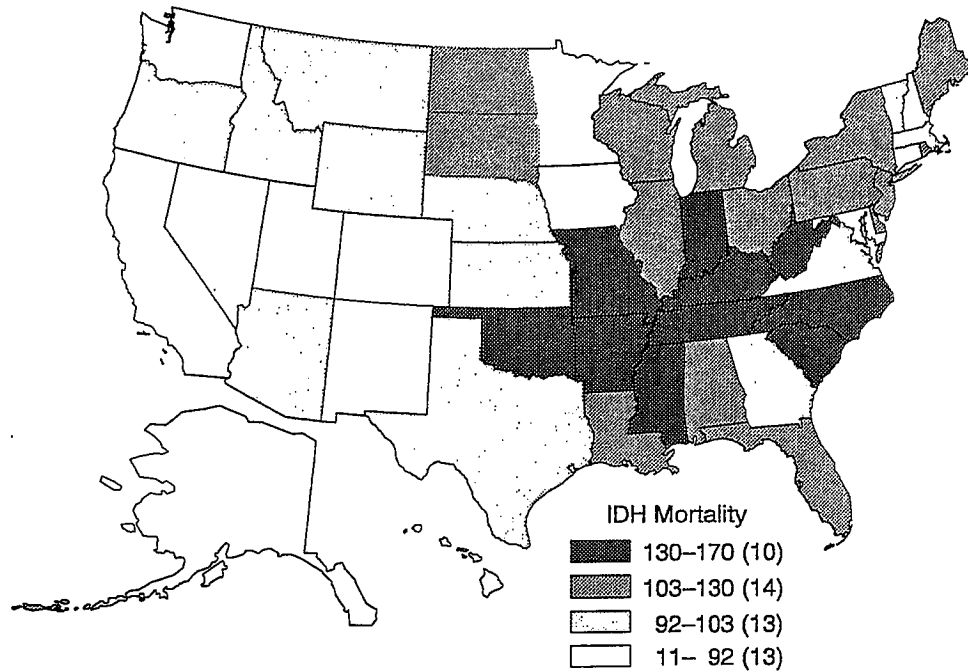 IDH Mortality
130–170 (10)
103–130 (14)
92–103 (13)
11– 92 (13)